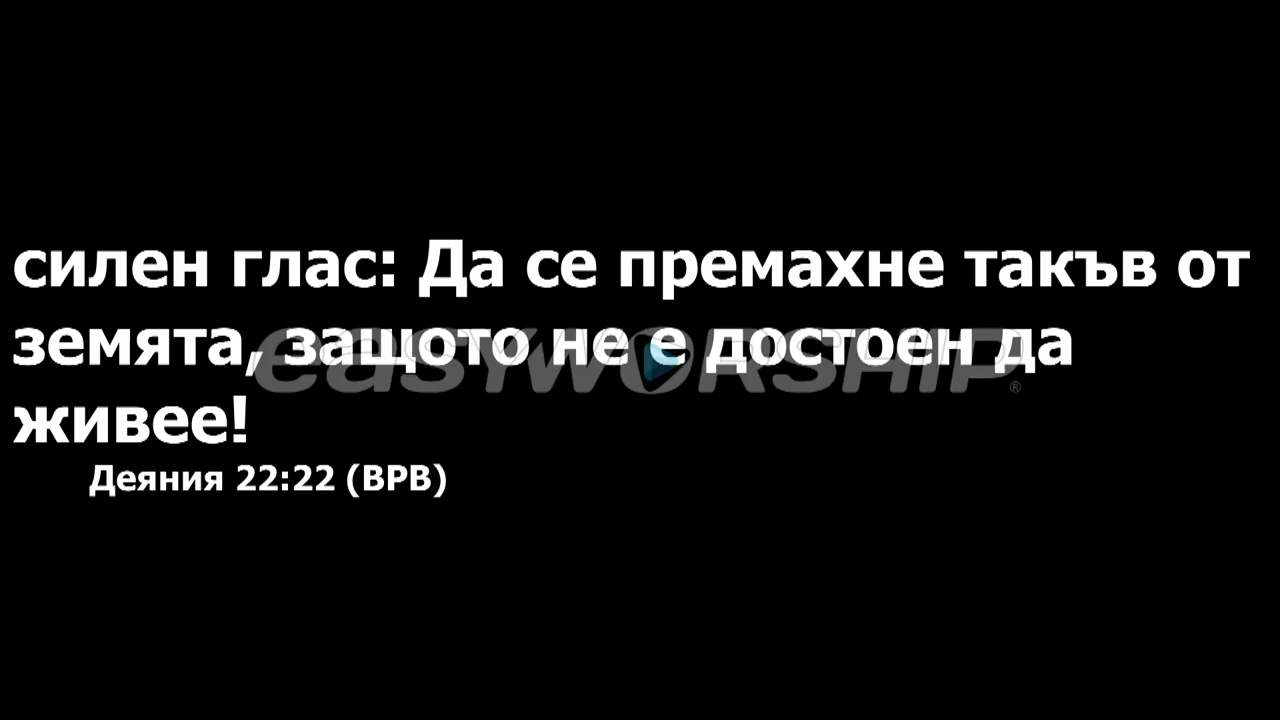 силен глас: Да се премахне такъв от
земята, защото не е достоен да
живее!
easyworship®
Деяния 22:22 (ВРВ)